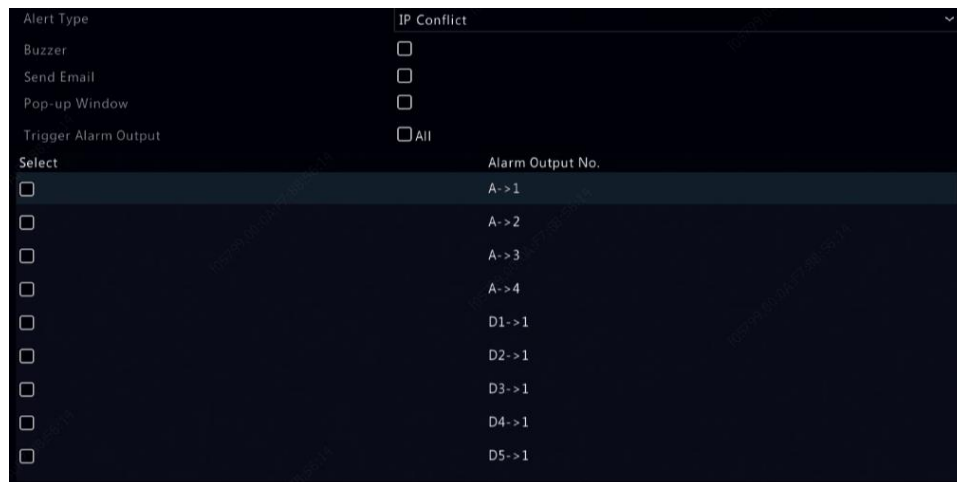 Alert Type IP Conflict
Buzzer
Send Email
Pop-up Window
Trigger Alarm Output All
Select Alarm Output No.
A->1
A->2
A->3
A->4
D1->1
D2->1
D3->1
D4->1
D5->1